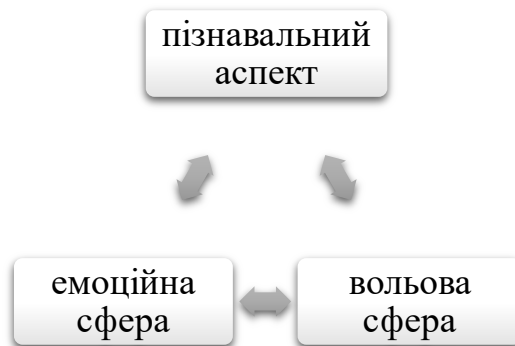 пізнавальний
аспект
емоційна
сфера
вольова
сфера